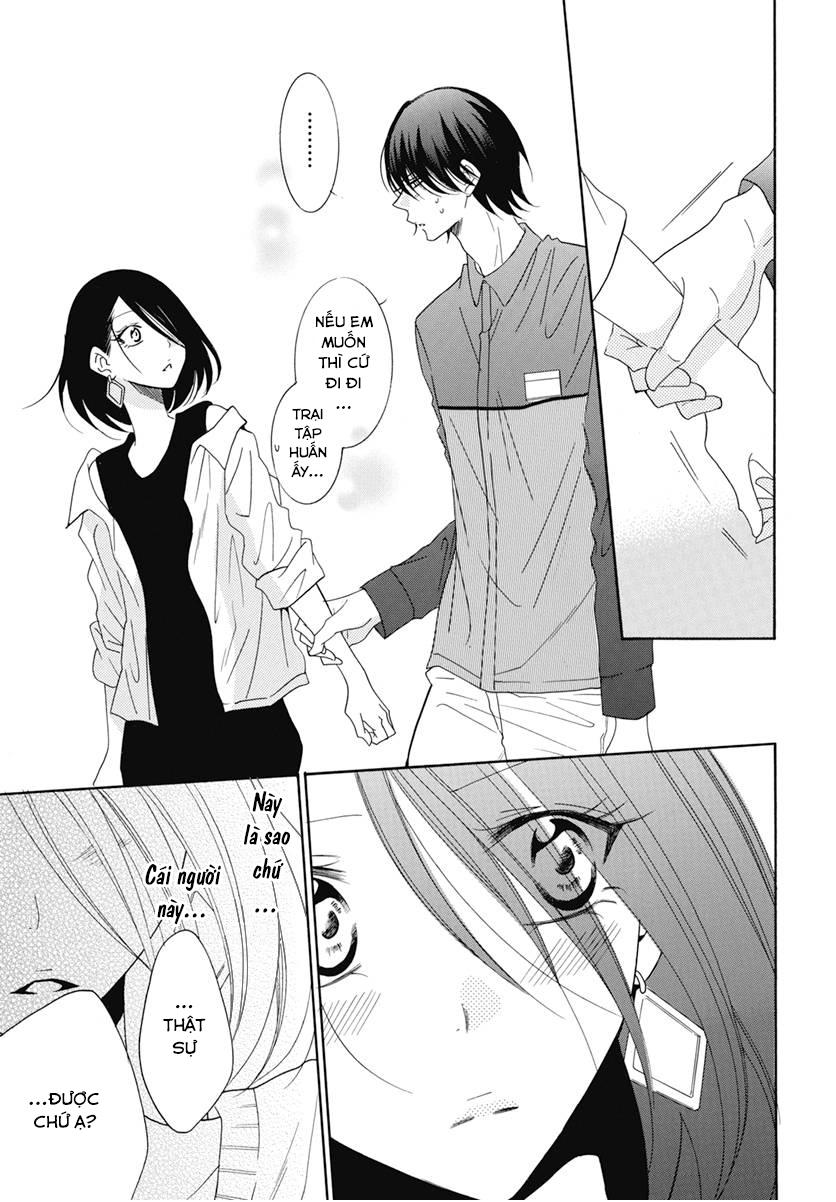 .........
NẾU EM
MUỐN
THÌ CỨ
ĐI ĐI
...
TRẠI
TẬP
HUẤN
ẤY...
Này
là sao
chứ
...
Cái người
này...
...
THẬT
SỰ
...ĐƯỢC
CHỨ Ạ?